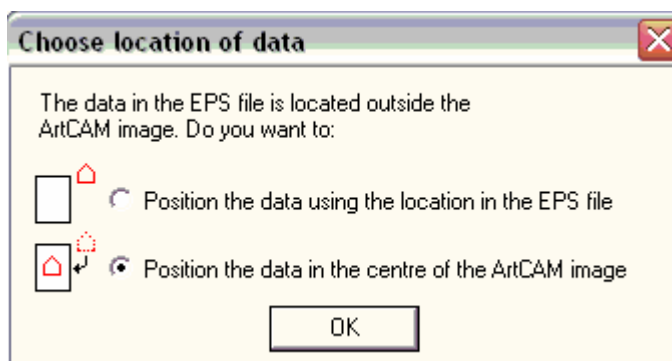 Choose location of data
The data in the EPS file is located outside the
ArtCAM image. Do you want to:
Position the data using the location in the EPS file
Position the data in the centre of the ArtCAM image
OK